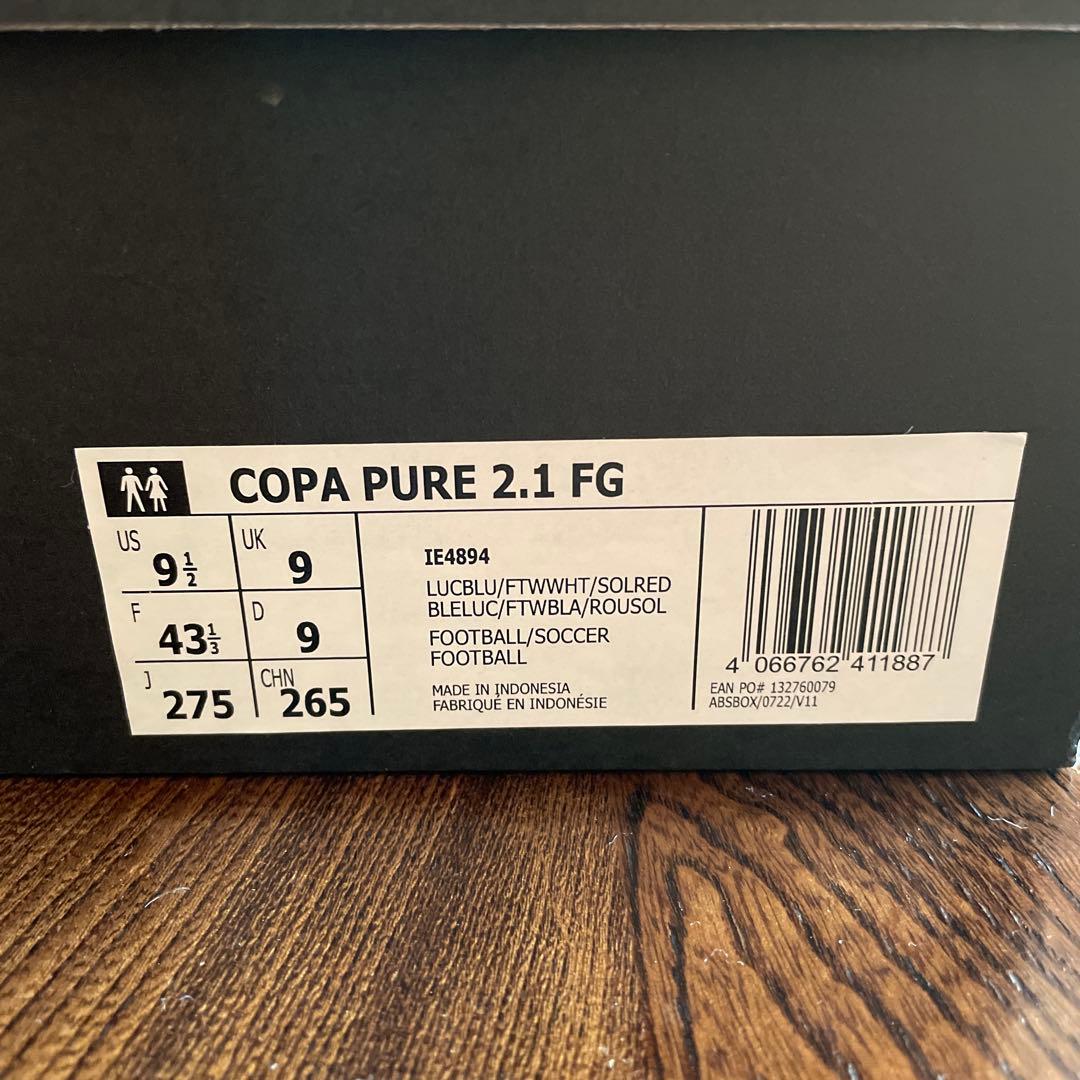 COPA PURE 2.1 FG
US 9½ UK 9
F 43⅓ D 9
J 275 CHN 265
IE4894
LUCBLU/FTWWHT/SOLRED
BLELUC/FTWBLA/ROUSOL
FOOTBALL/SOCCER
FOOTBALL
MADE IN INDONESIA
FABRIQUÉ EN INDONÉSIE
4 066762 411887
EAN PO# 132760079
ABSBOX/0722/V11